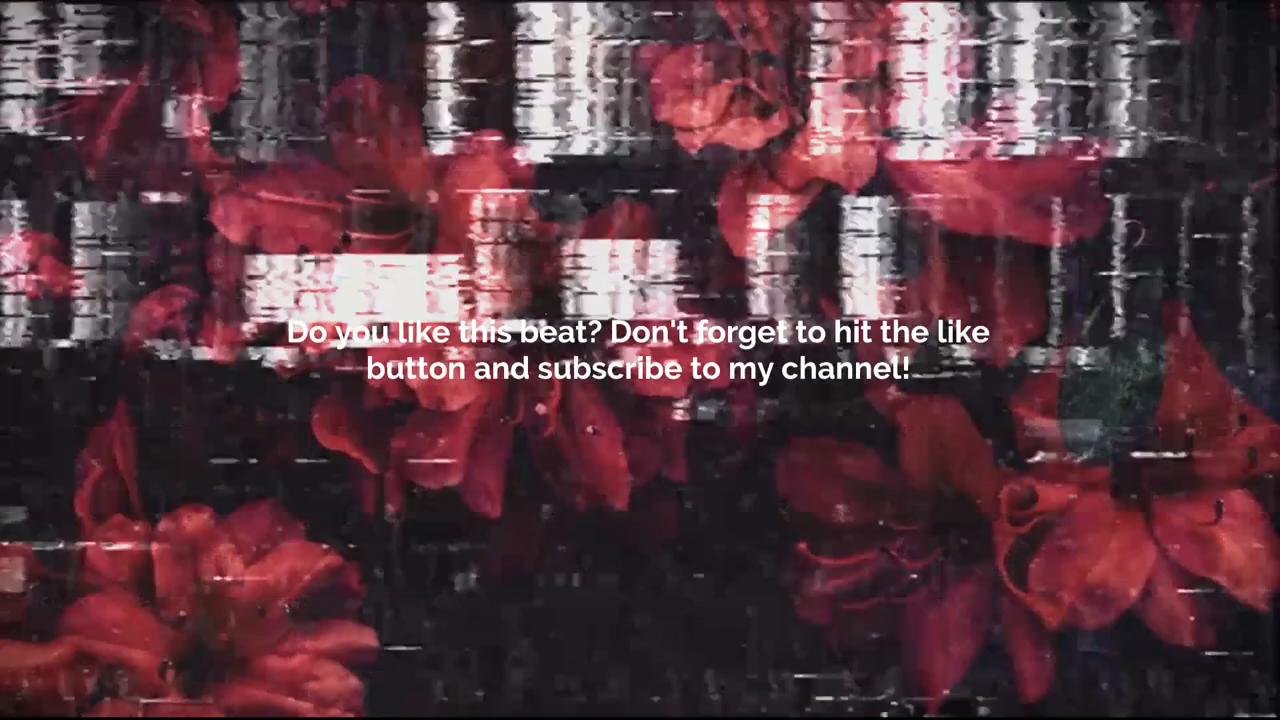 Do you like this beat? Don't forget to hit the like
button and subscribe to my channel!